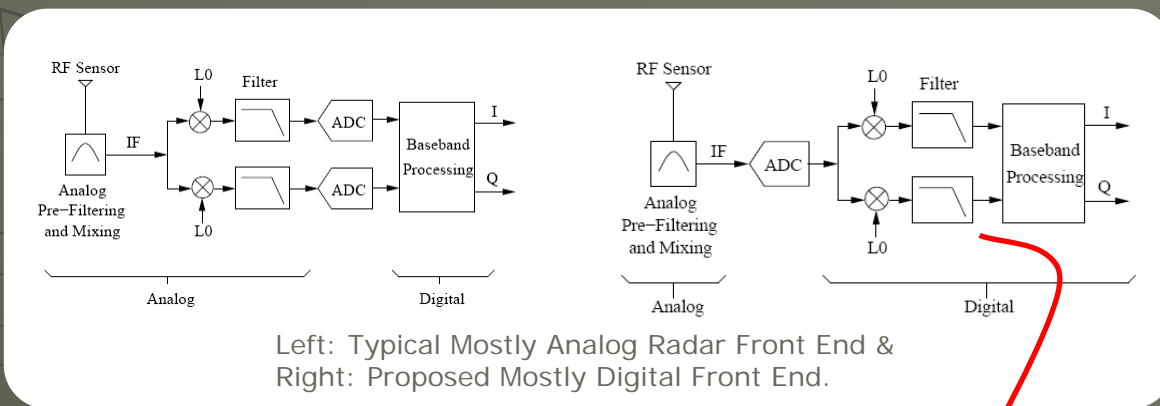 RF Sensor
L0
Filter
IF
ADC
ADC
Baseband
Processing
I
Q
Analog
Pre-Filtering
and Mixing
L0
Analog
Digital
RF Sensor
IF
ADC
L0
Filter
Baseband
Processing
I
Q
Analog
Pre-Filtering
and Mixing
L0
Analog
Digital
Left: Typical Mostly Analog Radar Front End &
Right: Proposed Mostly Digital Front End.